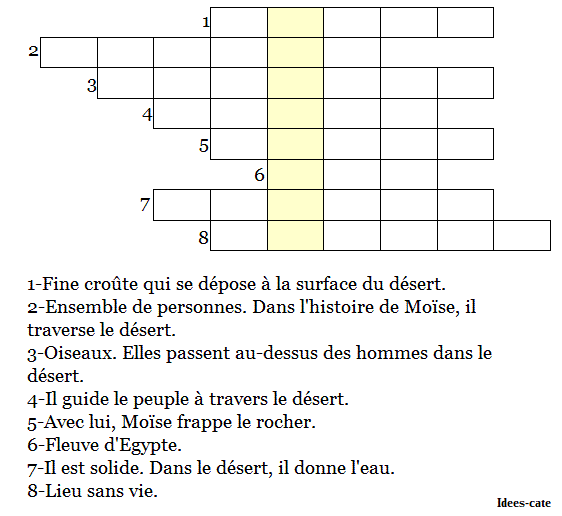 1
2
3
4
5
6
7
8
1-Fine croûte qui se dépose à la surface du désert.
2-Ensemble de personnes. Dans l'histoire de Moïse, il
traverse le désert.
3-Oiseaux. Elles passent au-dessus des hommes dans le
désert.
4-Il guide le peuple à travers le désert.
5-Avec lui, Moïse frappe le rocher.
6-Fleuve d'Egypte.
7-Il est solide. Dans le désert, il donne l'eau.
8-Lieu sans vie.
Idees-cate